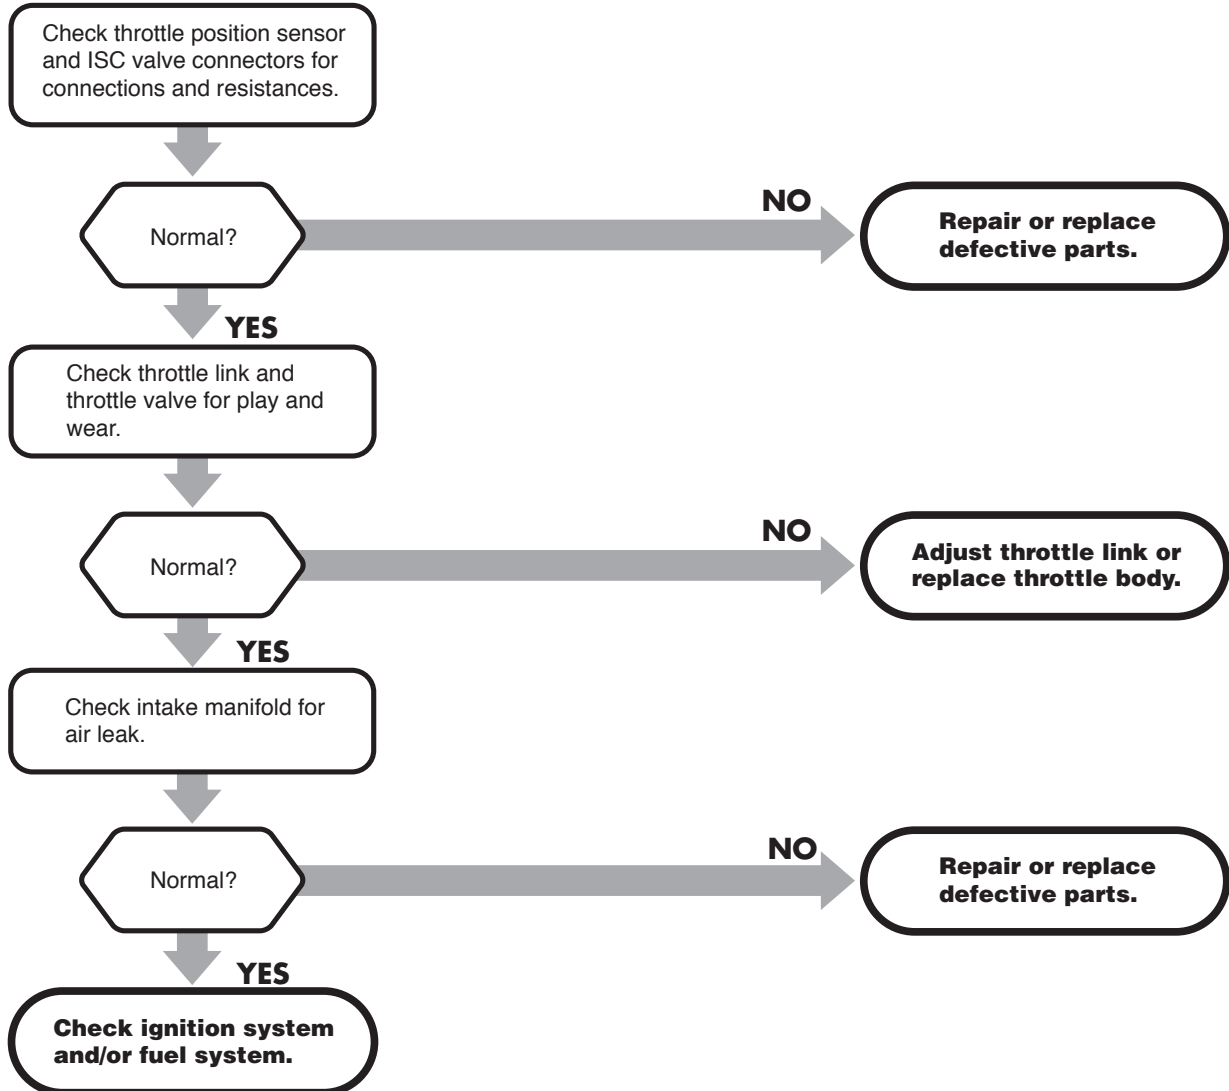 Check throttle position sensor
and ISC valve connectors for
connections and resistances.
Normal?
NO
Repair or replace
defective parts.
YES
Check throttle link and
throttle valve for play and
wear.
Normal?
NO
Adjust throttle link or
replace throttle body.
YES
Check intake manifold for
air leak.
Normal?
NO
Repair or replace
defective parts.
YES
Check ignition system
and/or fuel system.